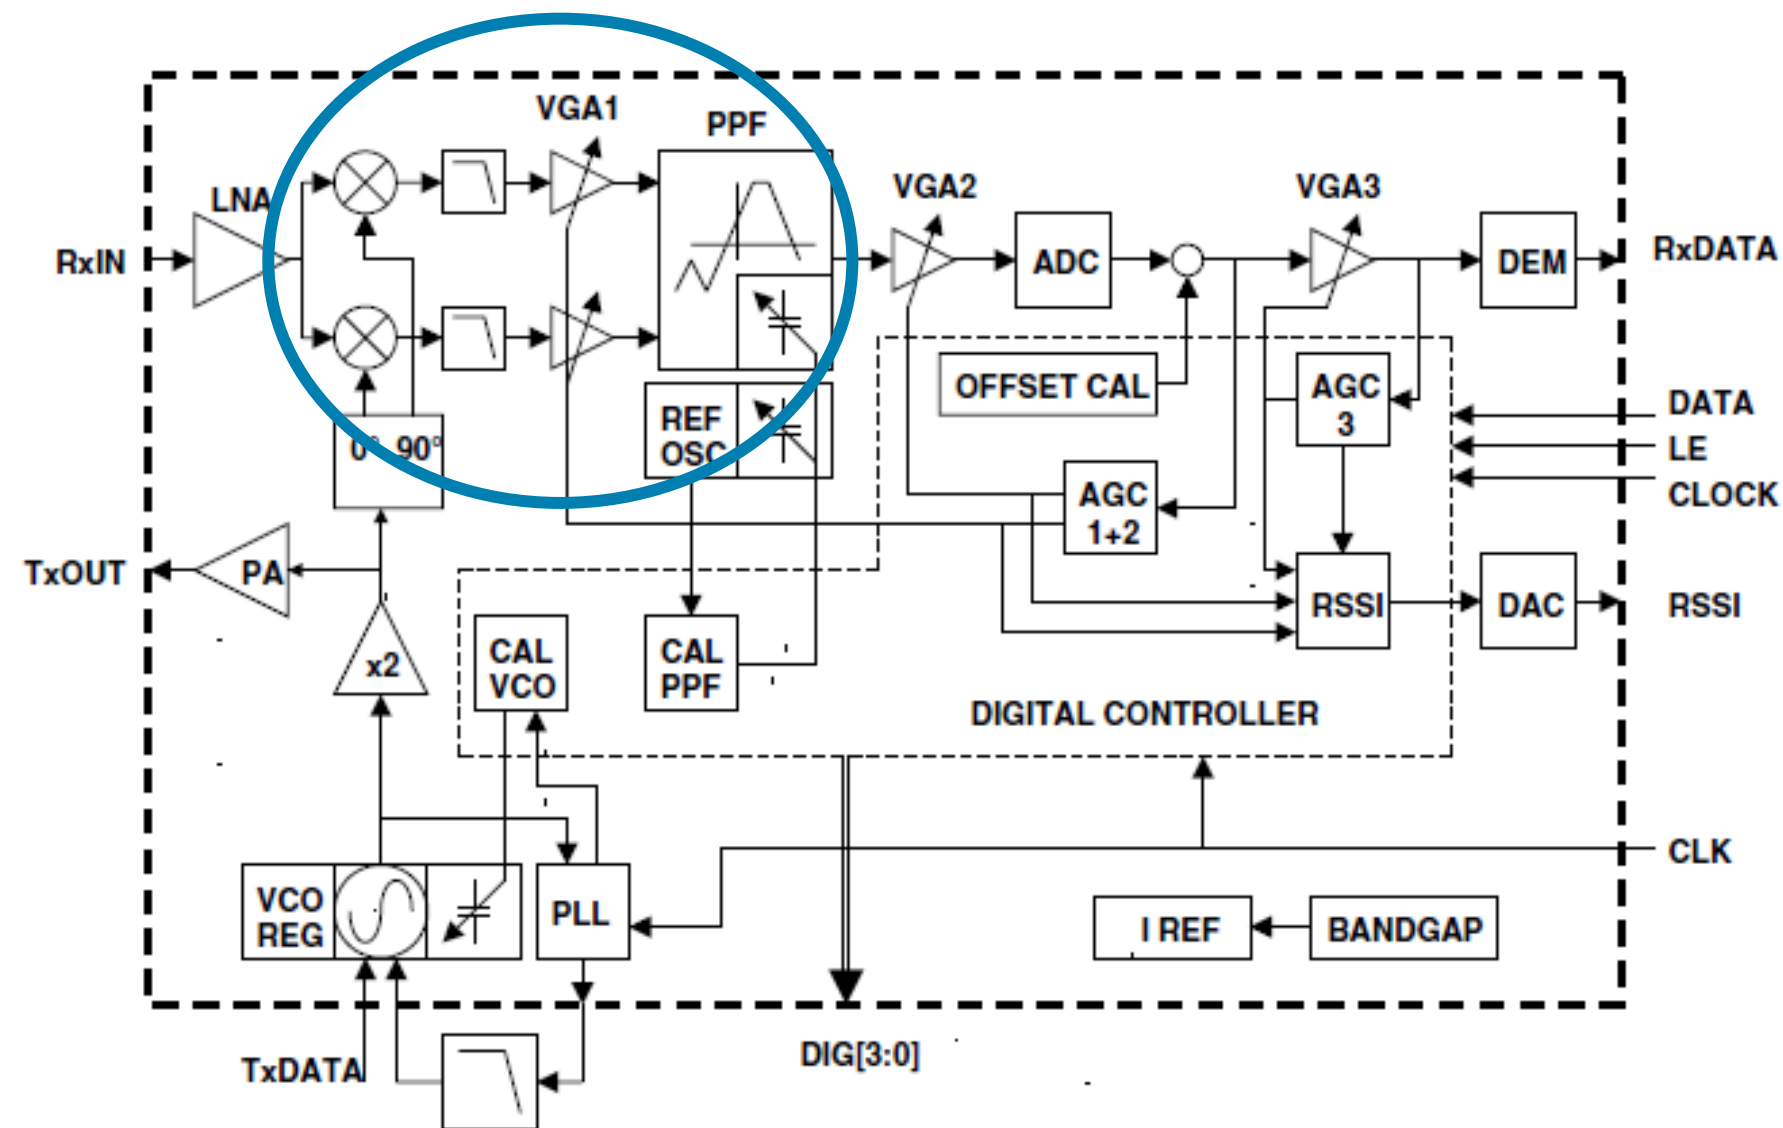 VGA1
PPF
LNA
VGA2
VGA3
RxIN
ADC
DEM
RxDATA
OFFSET CAL
AGC
3
DATA
LE
CLOCK
REF
OSC
0° 90°
AGC
1+2
TxOUT
PA
RSSI
DAC
RSSI
x2
CAL
VCO
CAL
PPF
DIGITAL CONTROLLER
CLK
VCO
REG
PLL
I REF
BANDGAP
TxDATA
DIG[3:0]